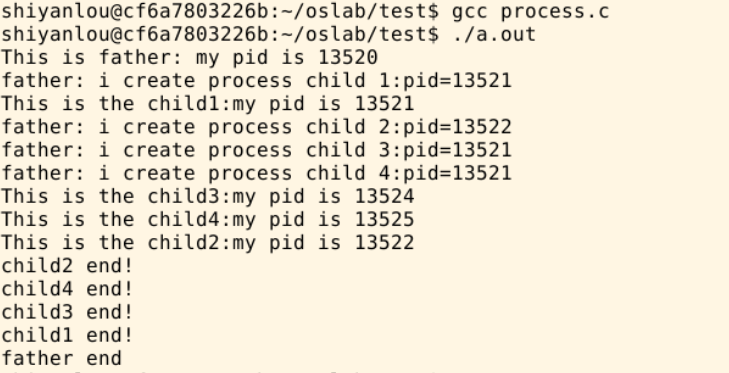 shiyanlou@cf6a7803226b:~/oslab/test$ gcc process.c
shiyanlou@cf6a7803226b:~/oslab/test$ ./a.out
This is father: my pid is 13520
father: i create process child 1:pid=13521
This is the child1:my pid is 13521
father: i create process child 2:pid=13522
father: i create process child 3:pid=13521
father: i create process child 4:pid=13521
This is the child3:my pid is 13524
This is the child4:my pid is 13525
This is the child2:my pid is 13522
child2 end!
child4 end!
child3 end!
child1 end!
father end